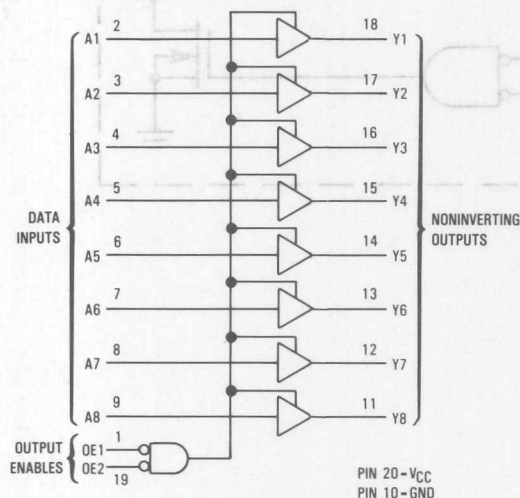 A1 2 18 Y1
A2 3 17 Y2
A3 4 16 Y3
A4 5 15 Y4
DATA INPUTS
NONINVERTING OUTPUTS
A5 6 14 Y5
A6 7 13 Y6
A7 8 12 Y7
A8 9 11 Y8
OUTPUT ENABLES
OE1 1
OE2 19
PIN 20-VCC
PIN 10-GND